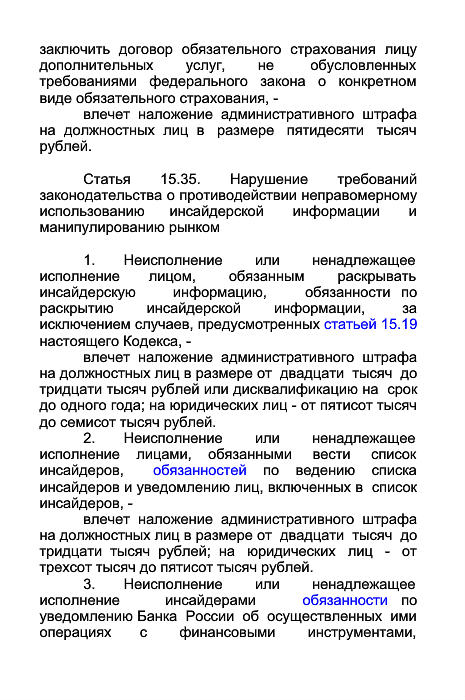 заключить договор обязательного страхования лицу
дополнительных услуг, не обусловленных
требованиями федерального закона о конкретном
виде обязательного страхования, -
влечет наложение административного штрафа
на должностных лиц в размере пятидесяти тысяч
рублей.
Статья 15.35. Нарушение требований
законодательства о противодействии неправомерному
использованию инсайдерской информации и
манипулированию рынком
1. Неисполнение или ненадлежащее
исполнение лицом, обязанным раскрывать
инсайдерскую информацию, обязанности по
раскрытию инсайдерской информации, за
исключением случаев, предусмотренных статьей 15.19
настоящего Кодекса, -
влечет наложение административного штрафа
на должностных лиц в размере от двадцати тысяч до
тридцати тысяч рублей или дисквалификацию на срок
до одного года; на юридических лиц - от пятисот тысяч
до семисот тысяч рублей.
2. Неисполнение или ненадлежащее
исполнение лицами, обязанными вести список
инсайдеров, обязанностей по ведению списка
инсайдеров и уведомлению лиц, включенных в список
инсайдеров, -
влечет наложение административного штрафа
на должностных лиц в размере от двадцати тысяч до
тридцати тысяч рублей; на юридических лиц - от
трехсот тысяч до пятисот тысяч рублей.
3. Неисполнение или ненадлежащее
исполнение инсайдерами обязанности по
уведомлению Банка России об осуществленных ими
операциях с финансовыми инструментами,